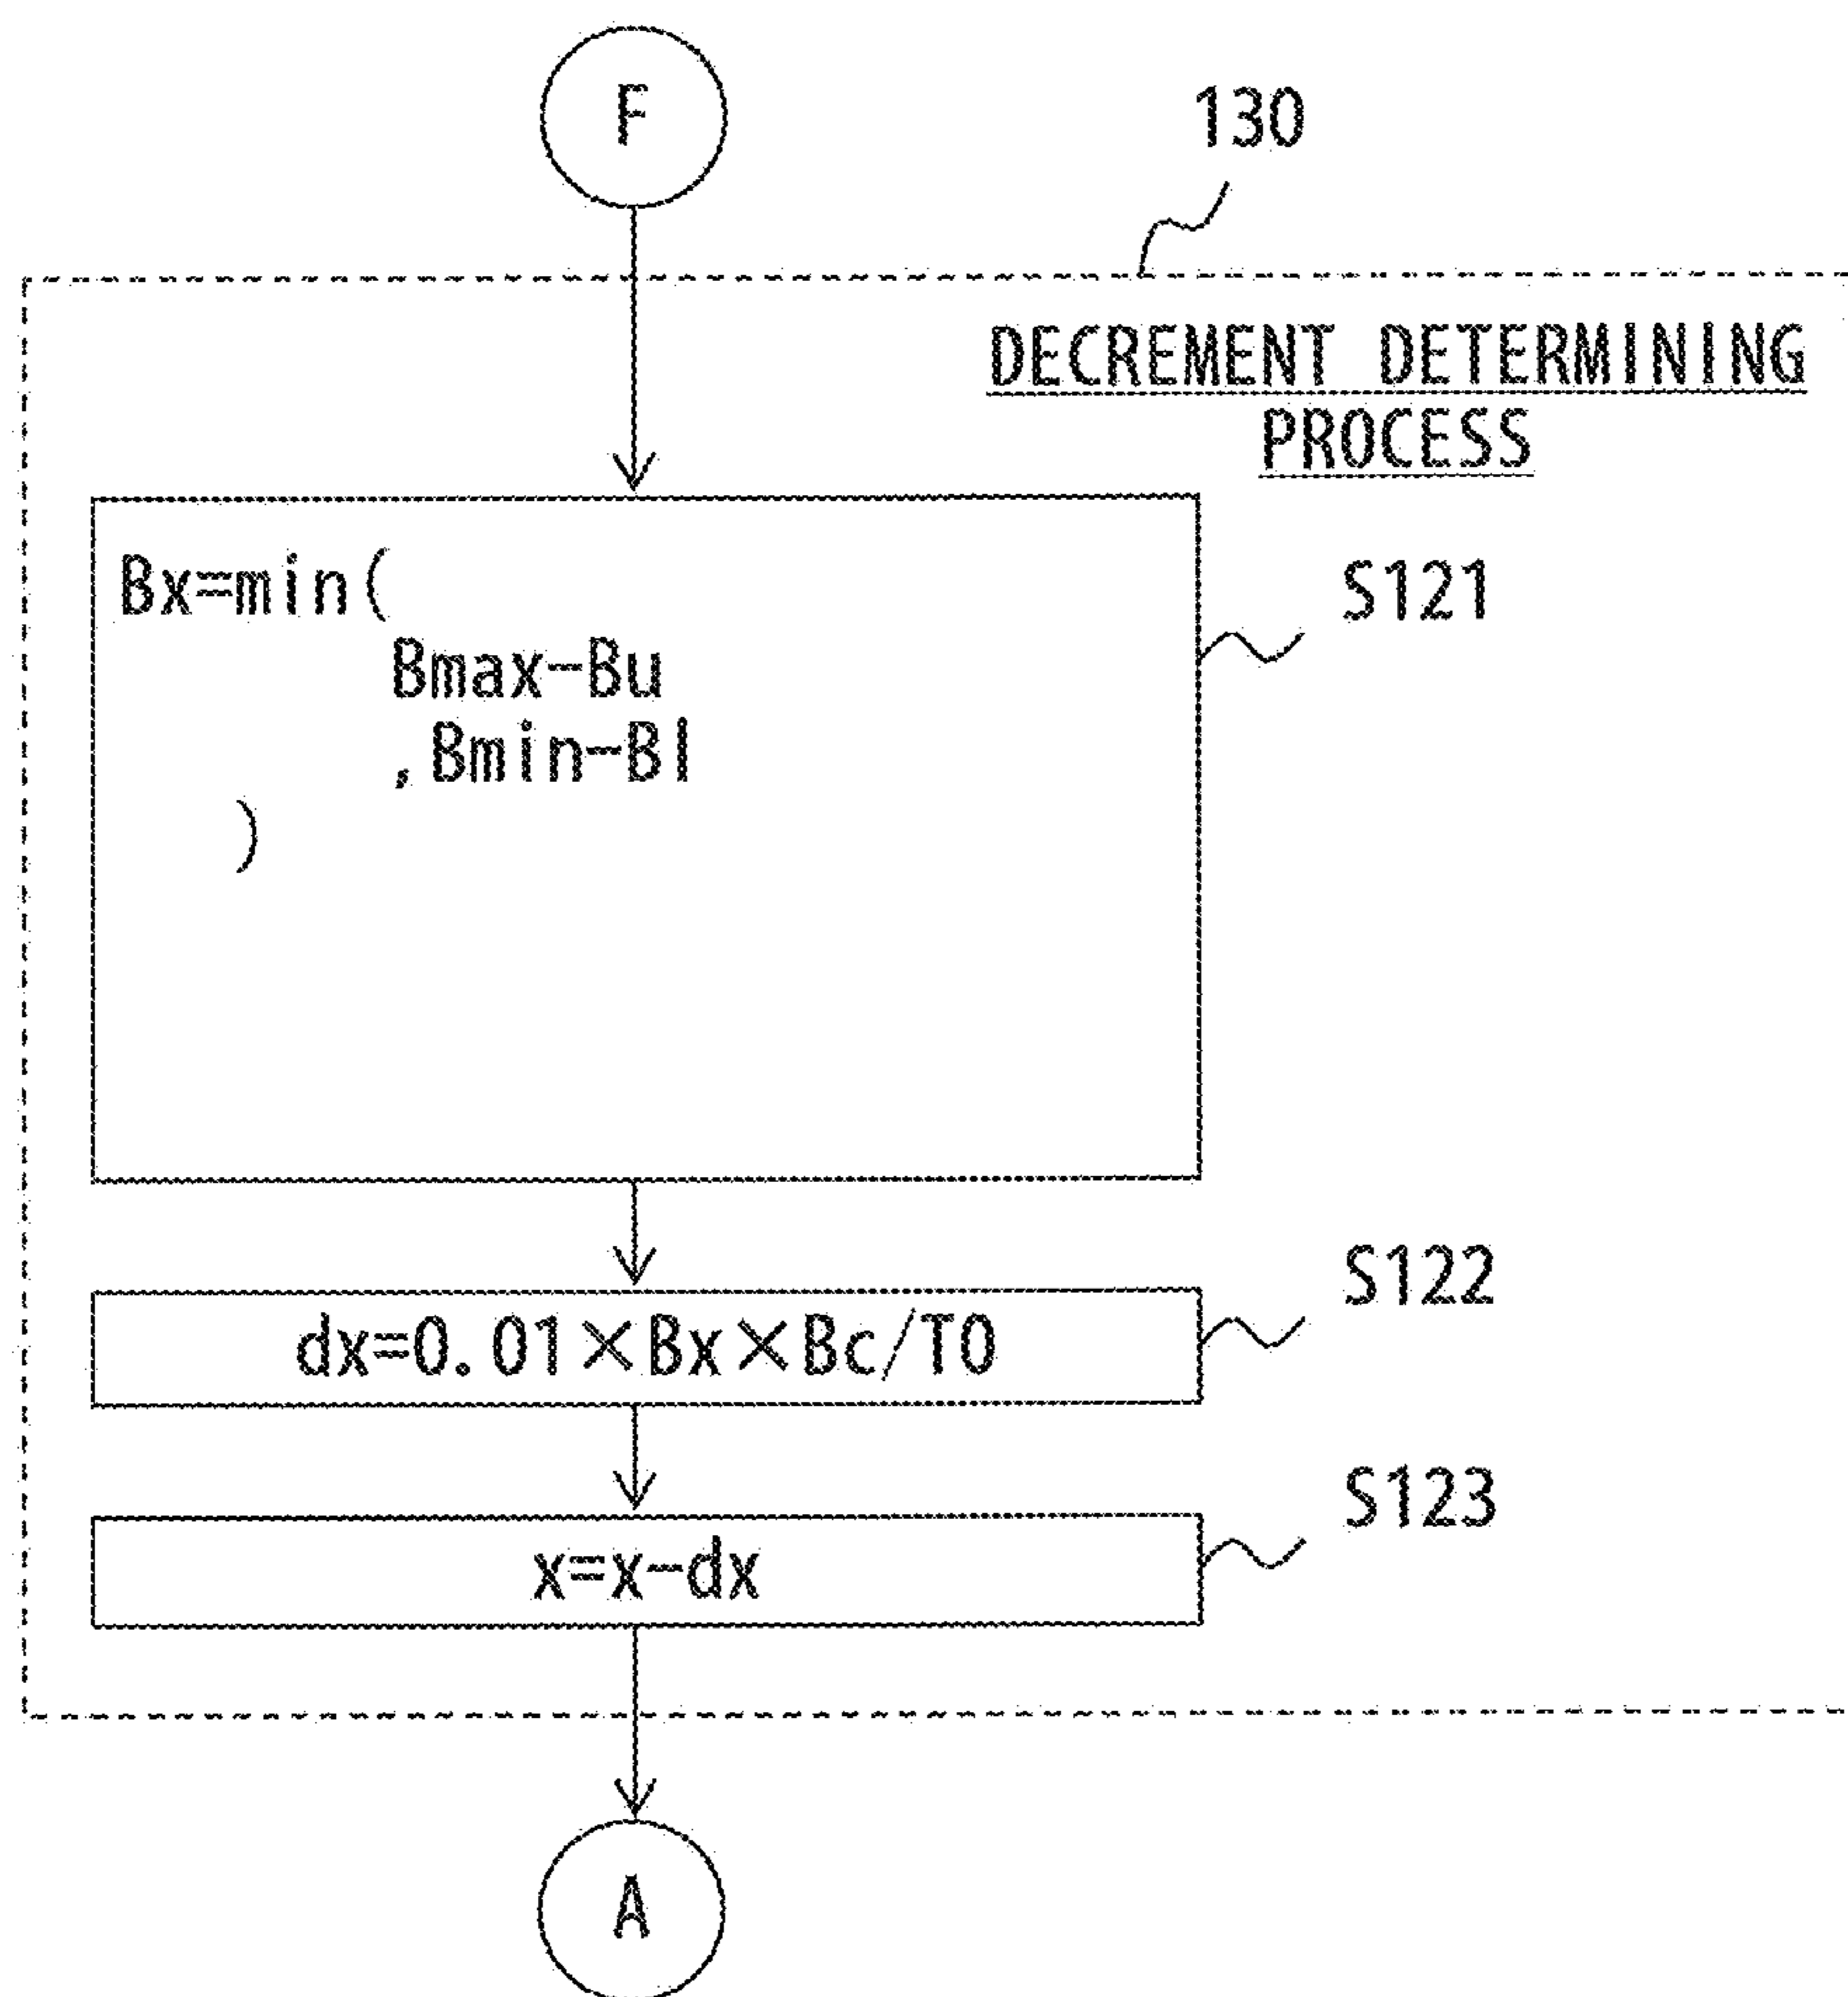 F
130
DECREMENT DETERMINING
PROCESS
Bx=min(
Bmax-Bu
,Bmin-Bl
)
S121
dx=0.01×Bx×Bc/T0
S122
x=x-dx
S123
A